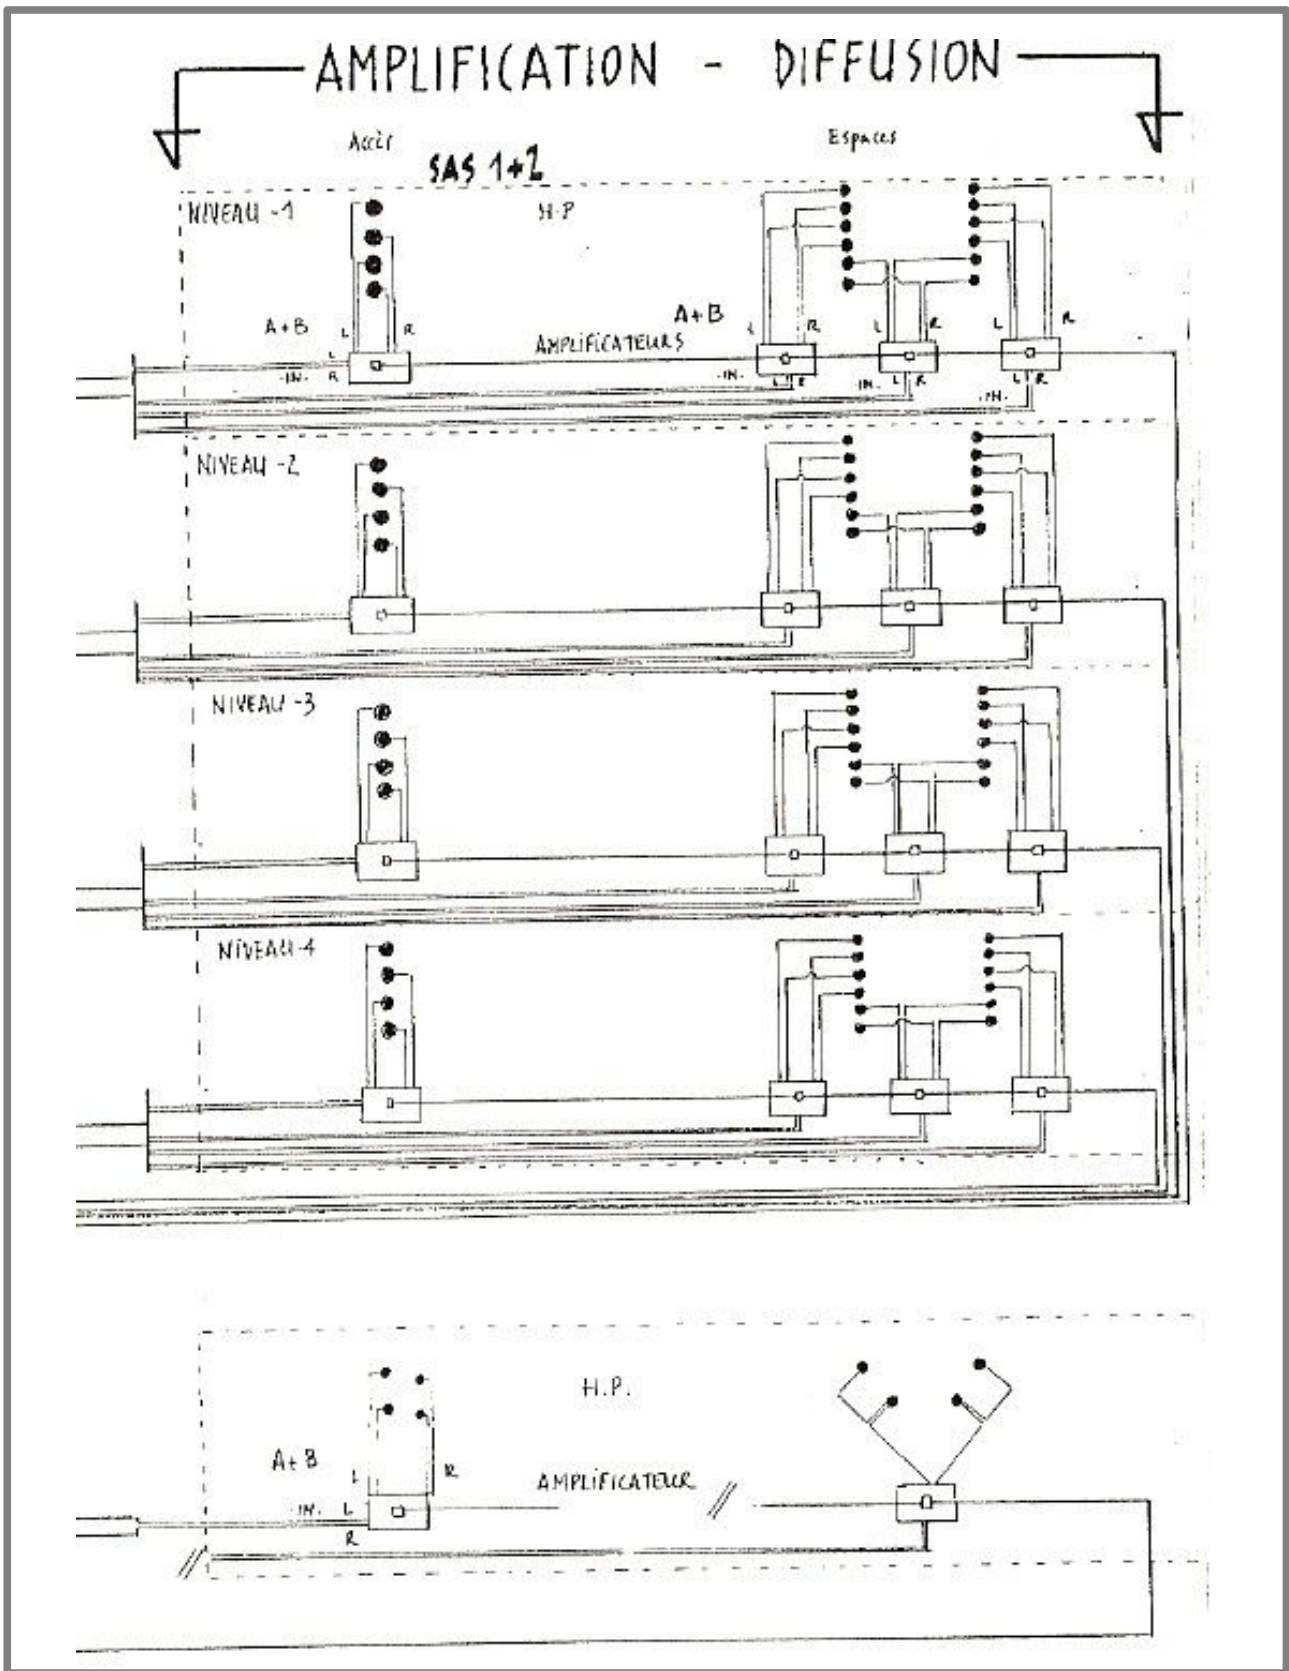 AMPLIFICATION - DIFFUSION
Accès
Espaces
SAS 1+2
NIVEAU -1
H.P
A+B
L
R
AMPLIFICATEURS
A+B
L
R
L
R
L
R
L
R
-IN-
-IN-
L R
-IN-
L R
-IN-
L R
NIVEAU -2
NIVEAU -3
NIVEAU -4
H.P.
A+B
L
R
AMPLIFICATEUR
-IN-
L
R